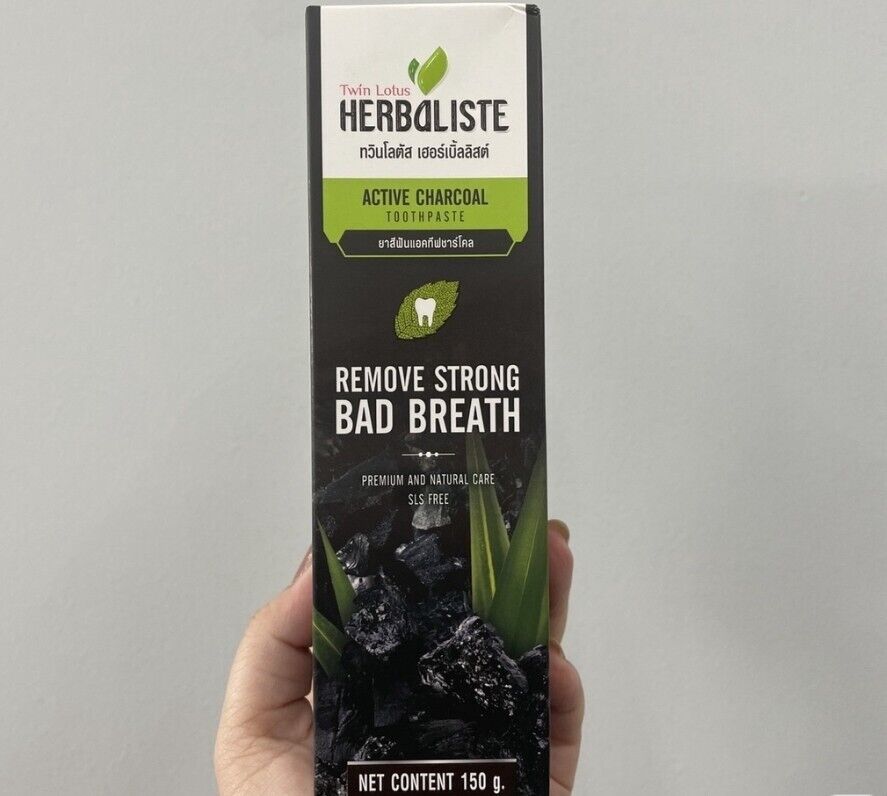 Twin Lotus
HERBALISTE
ทวินโลตัส เฮอร์เบิ้ลลิสต์
ACTIVE CHARCOAL
TOOTHPASTE
ยาสีฟันแอคทีฟชาร์โคล
REMOVE STRONG
BAD BREATH
PREMIUM AND NATURAL CARE
SLS FREE
NET CONTENT 150 g.